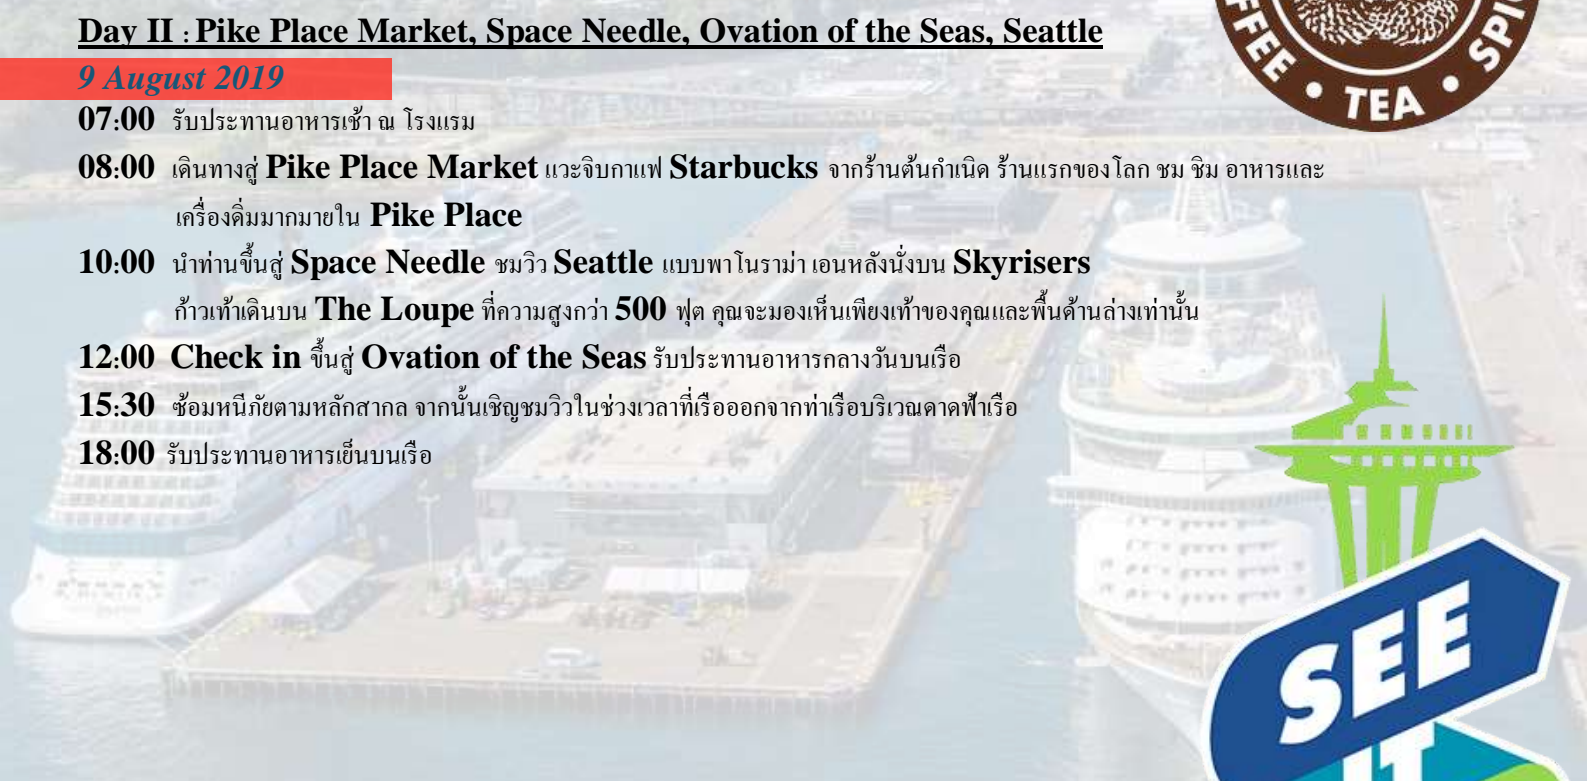 Day II : Pike Place Market, Space Needle, Ovation of the Seas, Seattle
9 August 2019
07:00 รับประทานอาหารเช้า ณ โรงแรม
08:00 เดินทางสู่ Pike Place Market แวะจิบกาแฟ Starbucks จากร้านต้นกำเนิด ร้านแรกของโลก ชม ชิม อาหารและ
เครื่องดื่มมากมายใน Pike Place
10:00 นำท่านขึ้นสู่ Space Needle ชมวิว Seattle แบบพาโนราม่า เอนหลังนั่งบน Skyrisers
ก้าวเท้าเดินบน The Loupe ที่ความสูงกว่า 500 ฟุต คุณจะมองเห็นเพียงเท้าของคุณและพื้นด้านล่างเท่านั้น
12:00 Check in ขึ้นสู่ Ovation of the Seas รับประทานอาหารกลางวันบนเรือ
15:30 ซ้อมหนีภัยตามหลักสากล จากนั้นเชิญชมวิวในช่วงเวลาที่เรือออกจากท่าเรือบริเวณดาดฟ้าเรือ
18:00 รับประทานอาหารเย็นบนเรือ
FFEE • TEA • SPIC
SEE
IT